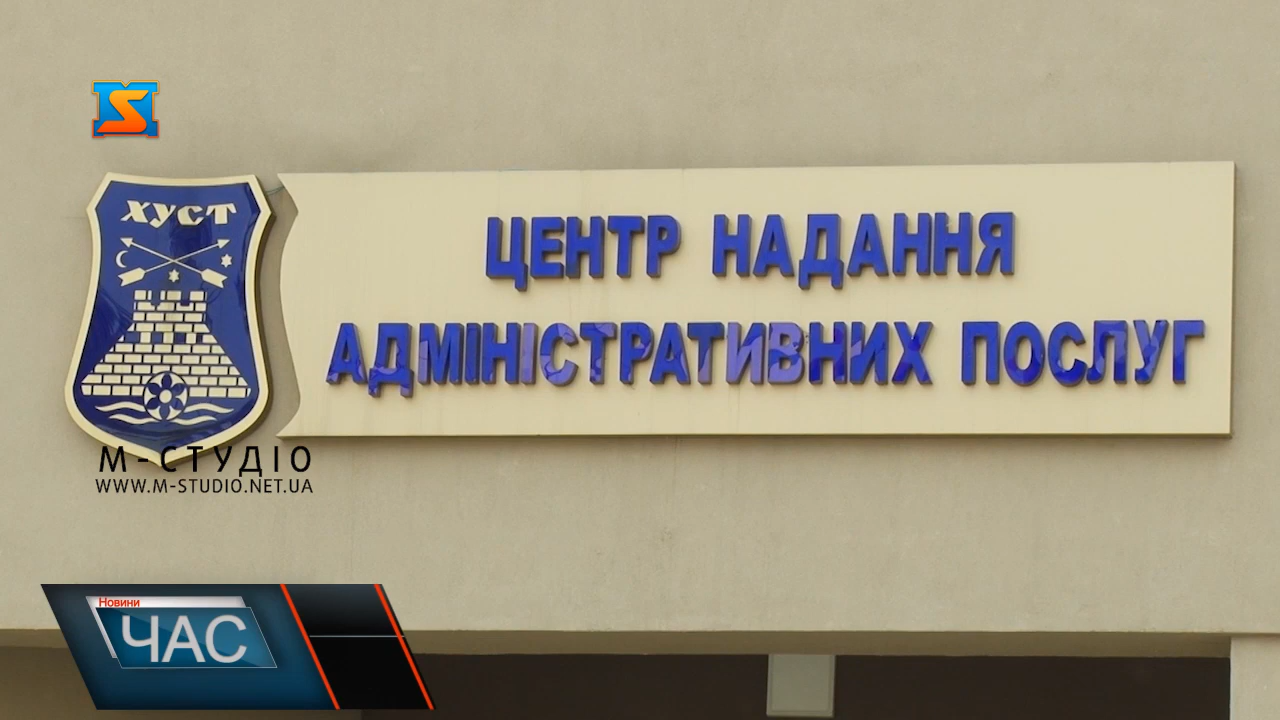 ХУСТ
ЦЕНТР НАДАННЯ
АДМІНІСТРАТИВНИХ ПОСЛУГ
М-СТУДІО
WWW.M-STUDIO.NET.UA
Новини
ЧАС